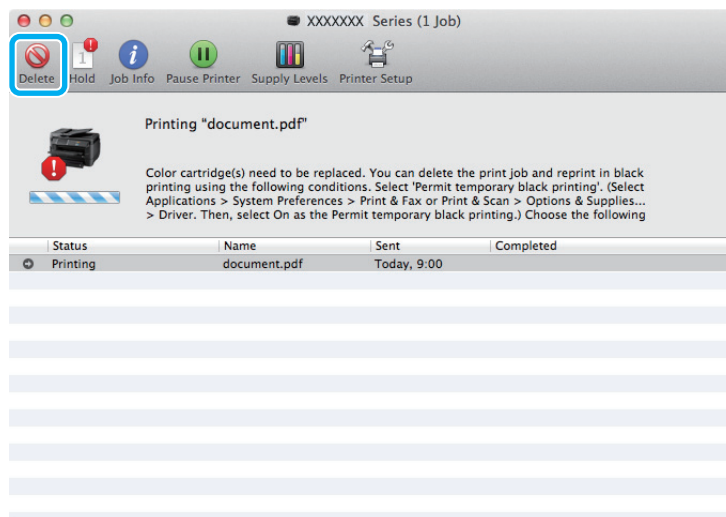 XXXXXXX Series (1 Job)
1
Delete Hold Job Info Pause Printer Supply Levels Printer Setup
Printing "document.pdf"
Color cartridge(s) need to be replaced. You can delete the print job and reprint in black
printing using the following conditions. Select 'Permit temporary black printing'. (Select
Applications > System Preferences > Print & Fax or Print & Scan > Options & Supplies...
> Driver. Then, select On as the Permit temporary black printing.) Choose the following
Status Name Sent Completed
Printing document.pdf Today, 9:00